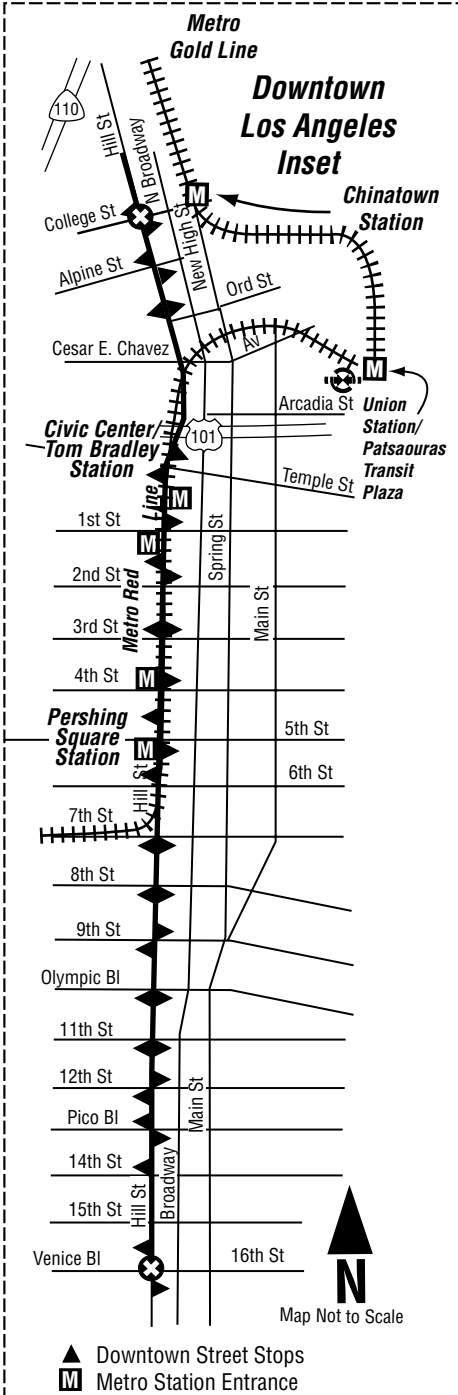 Metro
Gold Line
Downtown
Los Angeles
Inset
110
Hill St
N Broadway
M
Chinatown
Station
College St
New High St
Alpine St
Ord St
Cesar E. Chavez
Av
M
Arcadia St
Union
Station/
Patsaouras
Transit
Plaza
Civic Center/
Tom Bradley
Station
101
Temple St
M
Line
1st St
M
Spring St
2nd St
Main St
Metro Red
3rd St
4th St
M
Pershing
Square
Station
5th St
M
6th St
Hill St
7th St
8th St
9th St
Olympic Bl
11th St
12th St
Main St
Pico Bl
14th St
Hill St
Broadway
15th St
Venice Bl
16th St
N
Map Not to Scale
Downtown Street Stops
M Metro Station Entrance